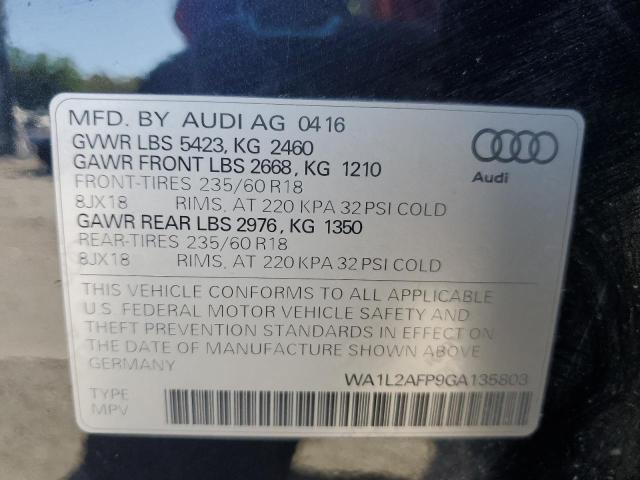 MFD. BY AUDI AG 0416
GVWR LBS 5423, KG 2460
GAWR FRONT LBS 2668, KG 1210
FRONT-TIRES 235/60 R18
8JX18 RIMS, AT 220 KPA 32 PSI COLD
GAWR REAR LBS 2976, KG 1350
REAR-TIRES 235/60 R18
8JX18 RIMS, AT 220 KPA 32 PSI COLD
Audi
THIS VEHICLE CONFORMS TO ALL APPLICABLE
U.S. FEDERAL MOTOR VEHICLE SAFETY AND
THEFT PREVENTION STANDARDS IN EFFECT ON
THE DATE OF MANUFACTURE SHOWN ABOVE.
GERMANY
WA1L2AFP9GA135803
TYPE
MPV